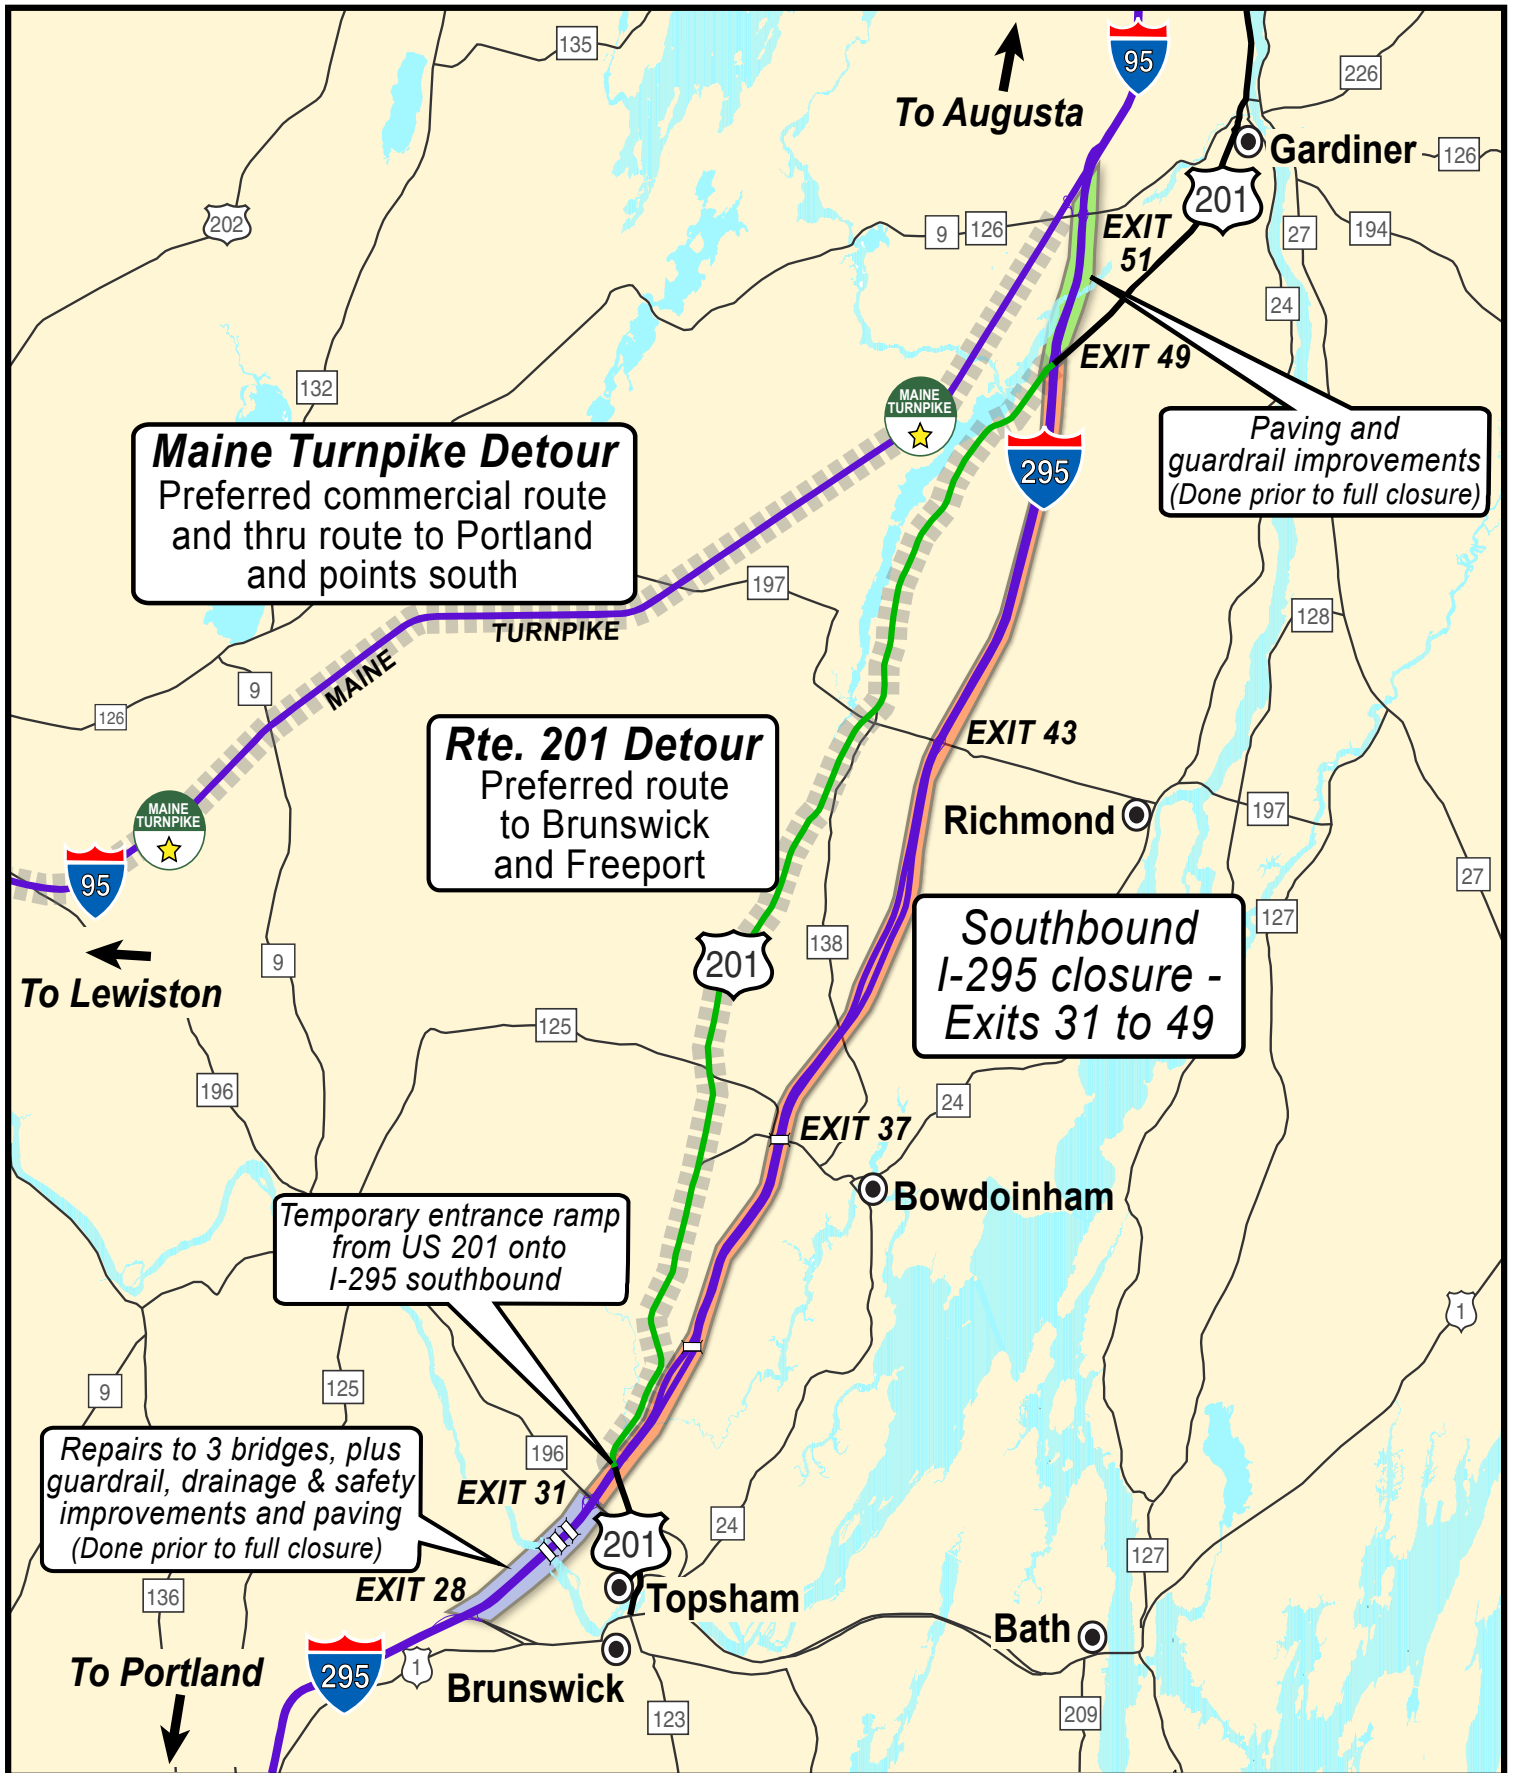 135
95
226
To Augusta
Gardiner
126
202
201
9
126
EXIT
51
27
194
24
EXIT 49
132
MAINE
TURNPIKE
Maine Turnpike Detour
Preferred commercial route
and thru route to Portland
and points south
295
Paving and
guardrail improvements
(Done prior to full closure)
197
128
TURNPIKE
MAINE
9
126
Rte. 201 Detour
Preferred route
to Brunswick
and Freeport
EXIT 43
MAINE
TURNPIKE
Richmond
197
95
27
127
Southbound
I-295 closure -
Exits 31 to 49
138
201
9
To Lewiston
125
196
24
EXIT 37
Bowdoinham
Temporary entrance ramp
from US 201 onto
I-295 southbound
1
9
125
Repairs to 3 bridges, plus
guardrail, drainage & safety
improvements and paving
(Done prior to full closure)
196
EXIT 31
24
201
127
EXIT 28
136
Topsham
Bath
To Portland
295
1
Brunswick
123
209